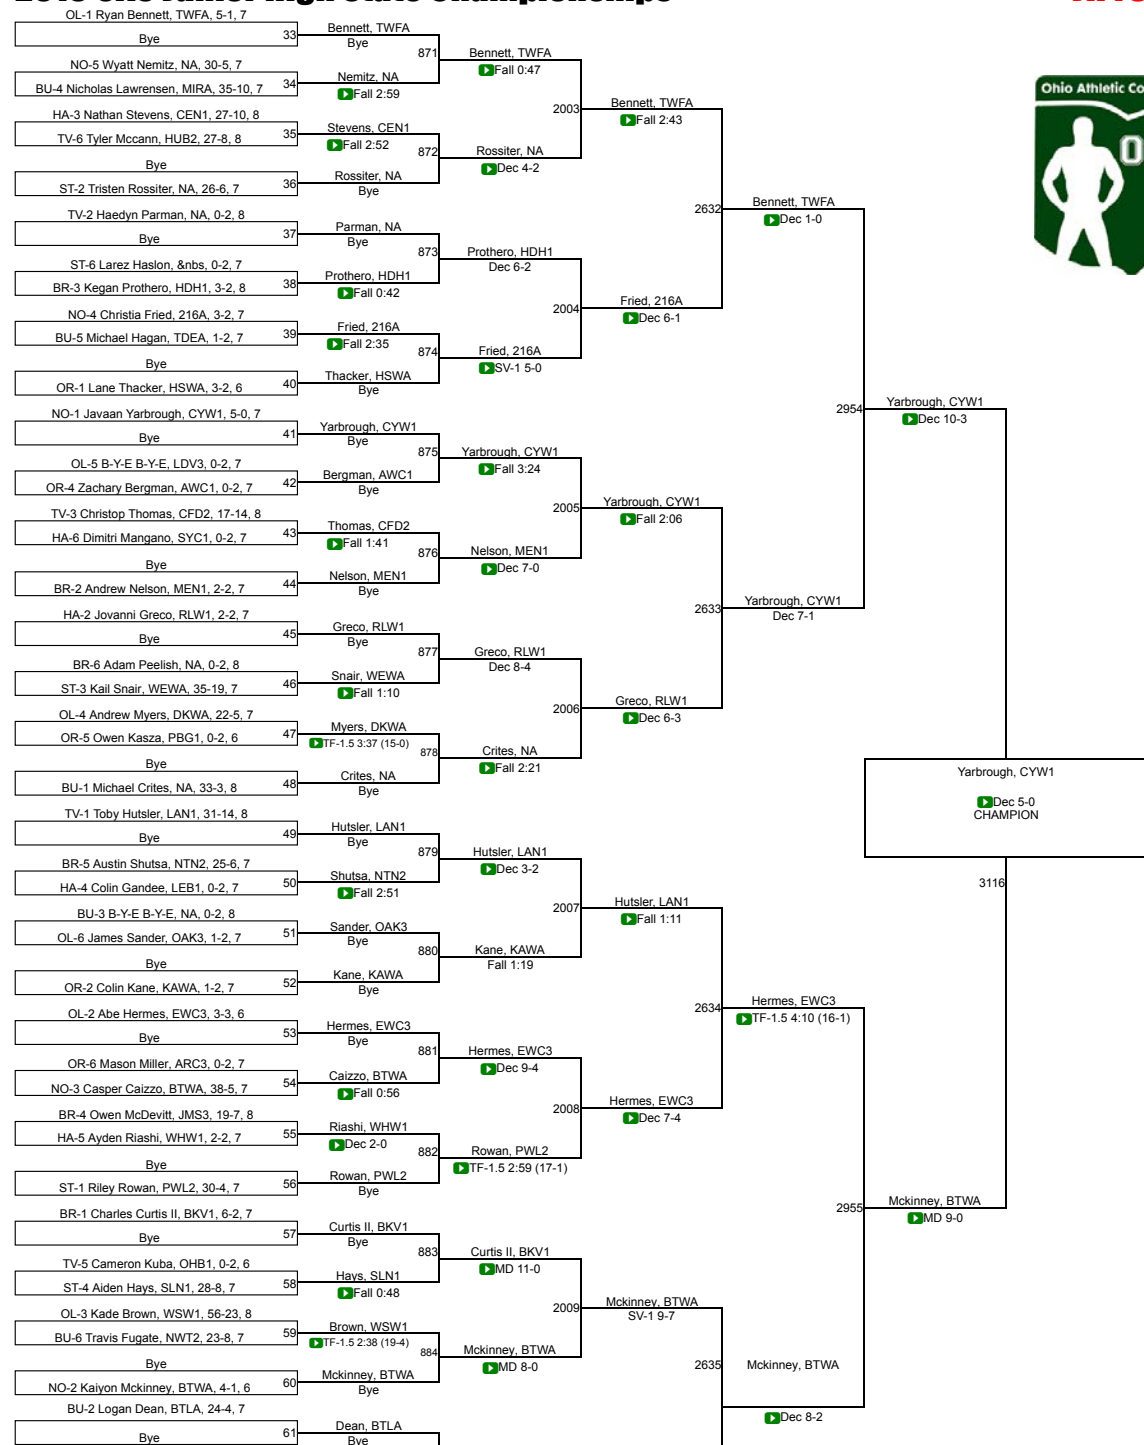 OL-1 Ryan Bennett, TWFA, 5-1, 7
Bye
33
NO-5 Wyatt Nemitz, NA, 30-5, 7
BU-4 Nicholas Lawrensen, MIRA, 35-10, 7
34
HA-3 Nathan Stevens, CEN1, 27-10, 8
TV-6 Tyler Mccann, HUB2, 27-8, 8
35
Bye
ST-2 Tristen Rossiter, NA, 26-6, 7
36
TV-2 Haedyn Parman, NA, 0-2, 8
Bye
37
ST-6 Larez Haslon, &nbs, 0-2, 7
BR-3 Kegan Prothero, HDH1, 3-2, 8
38
NO-4 Christia Fried, 216A, 3-2, 7
BU-5 Michael Hagan, TDEA, 1-2, 7
39
Bye
OR-1 Lane Thacker, HSWA, 3-2, 6
40
NO-1 Javaan Yarbrough, CYW1, 5-0, 7
Bye
41
OL-5 B-Y-E B-Y-E, LDV3, 0-2, 7
OR-4 Zachary Bergman, AWC1, 0-2, 7
42
TV-3 Christop Thomas, CFD2, 17-14, 8
HA-6 Dimitri Mangano, SYC1, 0-2, 7
43
Bye
BR-2 Andrew Nelson, MEN1, 2-2, 7
44
HA-2 Jovanni Greco, RLW1, 2-2, 7
Bye
45
BR-6 Adam Peelish, NA, 0-2, 8
ST-3 Kail Snair, WEWA, 35-19, 7
46
OL-4 Andrew Myers, DKWA, 22-5, 7
OR-5 Owen Kasza, PBG1, 0-2, 6
47
Bye
BU-1 Michael Crites, NA, 33-3, 8
48
TV-1 Toby Hutsler, LAN1, 31-14, 8
Bye
49
BR-5 Austin Shutsa, NTN2, 25-6, 7
HA-4 Colin Gandee, LEB1, 0-2, 7
50
BU-3 B-Y-E B-Y-E, NA, 0-2, 8
OL-6 James Sander, OAK3, 1-2, 7
51
Bye
OR-2 Colin Kane, KAWA, 1-2, 7
52
OL-2 Abe Hermes, EWC3, 3-3, 6
Bye
53
OR-6 Mason Miller, ARC3, 0-2, 7
NO-3 Casper Caizzo, BTWA, 38-5, 7
54
BR-4 Owen McDevitt, JMS3, 19-7, 8
HA-5 Ayden Riashi, WHW1, 2-2, 7
55
Bye
ST-1 Riley Rowan, PWL2, 30-4, 7
56
BR-1 Charles Curtis II, BKV1, 6-2, 7
Bye
57
TV-5 Cameron Kuba, OHB1, 0-2, 6
ST-4 Aiden Hays, SLN1, 28-8, 7
58
OL-3 Kade Brown, WSW1, 56-23, 8
BU-6 Travis Fugate, NWT2, 23-8, 7
59
Bye
NO-2 Kaiyon Mckinney, BTWA, 4-1, 6
60
BU-2 Logan Dean, BTLA, 24-4, 7
Bye
61
Bennett, TWFA
Bye
871
Nemitz, NA
Fall 2:59
Stevens, CEN1
Fall 2:52
872
Rossiter, NA
Bye
Parman, NA
Bye
873
Prothero, HDH1
Fall 0:42
Fried, 216A
Fall 2:35
874
Thacker, HSWA
Bye
Yarbrough, CYW1
Bye
875
Bergman, AWC1
Bye
Thomas, CFD2
Fall 1:41
876
Nelson, MEN1
Bye
Greco, RLW1
Bye
877
Snair, WEWA
Fall 1:10
Myers, DKWA
TF-1.5 3:37 (15-0)
878
Crites, NA
Bye
Hutsler, LAN1
Bye
879
Shutsa, NTN2
Fall 2:51
Sander, OAK3
Bye
880
Kane, KAWA
Bye
Hermes, EWC3
Bye
881
Caizzo, BTWA
Fall 0:56
Riashi, WHW1
Dec 2-0
882
Rowan, PWL2
Bye
Curtis II, BKV1
Bye
883
Hays, SLN1
Fall 0:48
Brown, WSW1
TF-1.5 2:38 (19-4)
884
Mckinney, BTWA
Bye
Dean, BTLA
Bye
Bennett, TWFA
Fall 0:47
2003
Rossiter, NA
Dec 4-2
Prothero, HDH1
Dec 6-2
2004
Fried, 216A
SV-1 5-0
Yarbrough, CYW1
Fall 3:24
2005
Nelson, MEN1
Dec 7-0
Greco, RLW1
Dec 8-4
2006
Crites, NA
Fall 2:21
Hutsler, LAN1
Dec 3-2
2007
Kane, KAWA
Fall 1:19
Hermes, EWC3
Dec 9-4
2008
Rowan, PWL2
TF-1.5 2:59 (17-1)
Curtis II, BKV1
MD 11-0
2009
Mckinney, BTWA
MD 8-0
Bennett, TWFA
Fall 2:43
2632
Fried, 216A
Dec 6-1
Yarbrough, CYW1
Fall 2:06
2633
Greco, RLW1
Dec 6-3
Hutsler, LAN1
Fall 1:11
2634
Hermes, EWC3
Dec 7-4
Mckinney, BTWA
SV-1 9-7
2635
Bennett, TWFA
Dec 1-0
2954
Yarbrough, CYW1
Dec 7-1
Hermes, EWC3
TF-1.5 4:10 (16-1)
2955
Mckinney, BTWA
Dec 8-2
Yarbrough, CYW1
Dec 10-3
Mckinney, BTWA
MD 9-0
Yarbrough, CYW1
Dec 5-0
CHAMPION
3116
Ohio Athletic Co